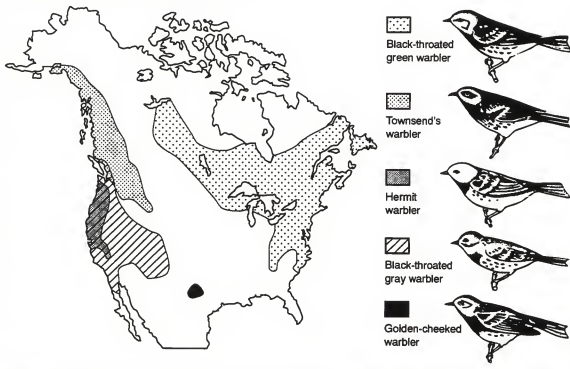 Black-throated
green warbler
Townsend's
warbler
Hermit
warbler
Black-throated
gray warbler
Golden-cheeked
warbler